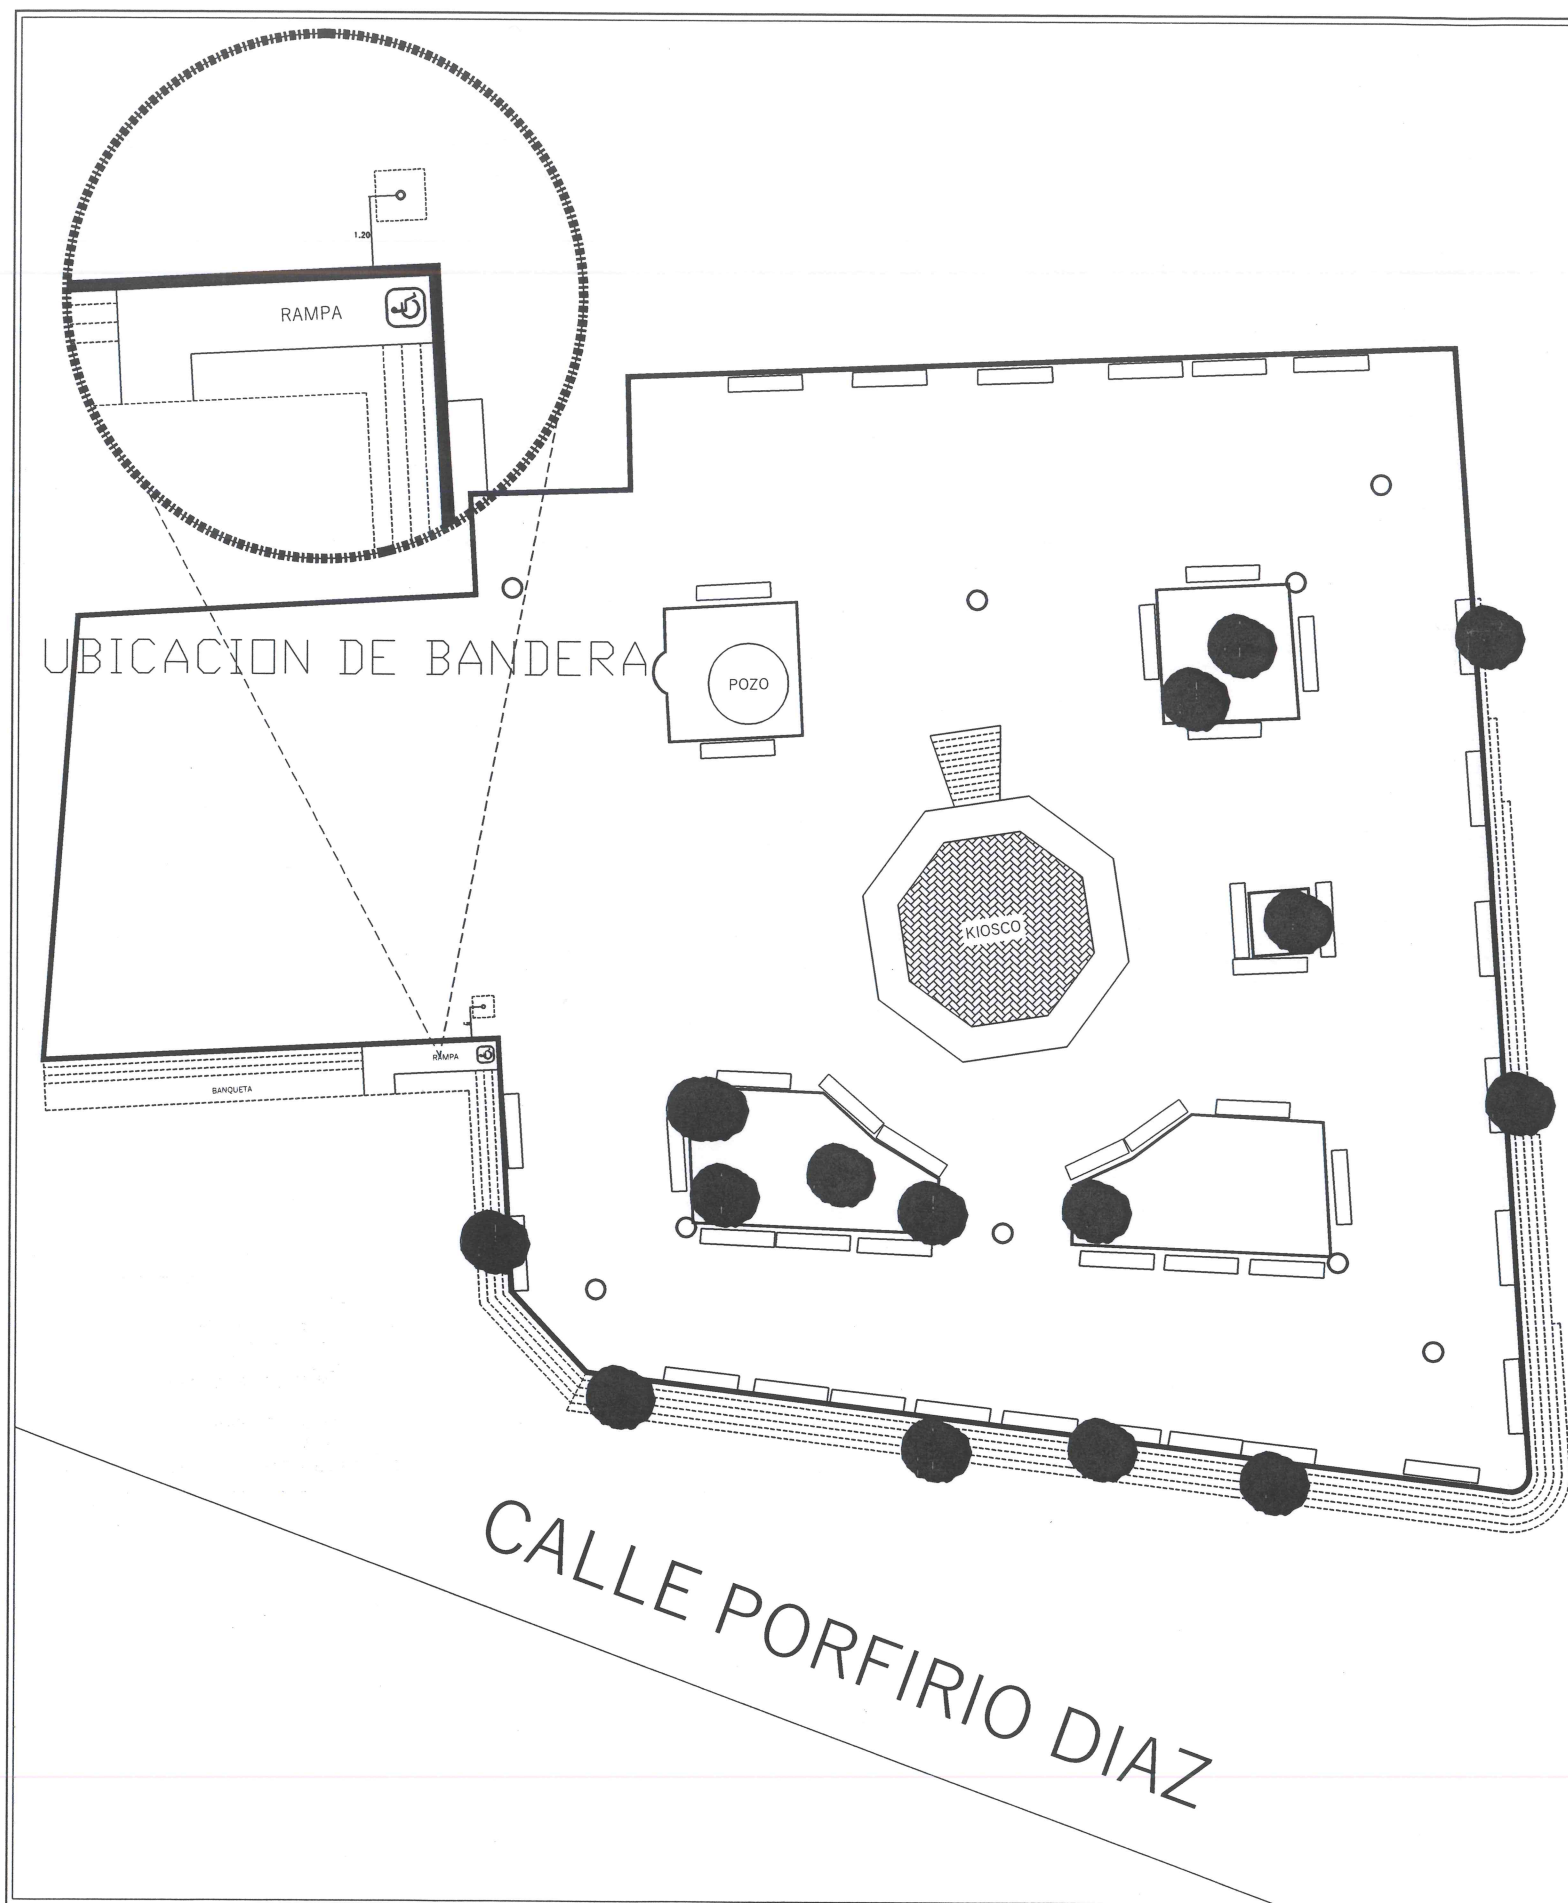 1.20
RAMPA
UBICACION DE BANDERA
POZO
KIOSCO
RAMPA
BANQUETA
CALLE PORFIRIO DIAZ